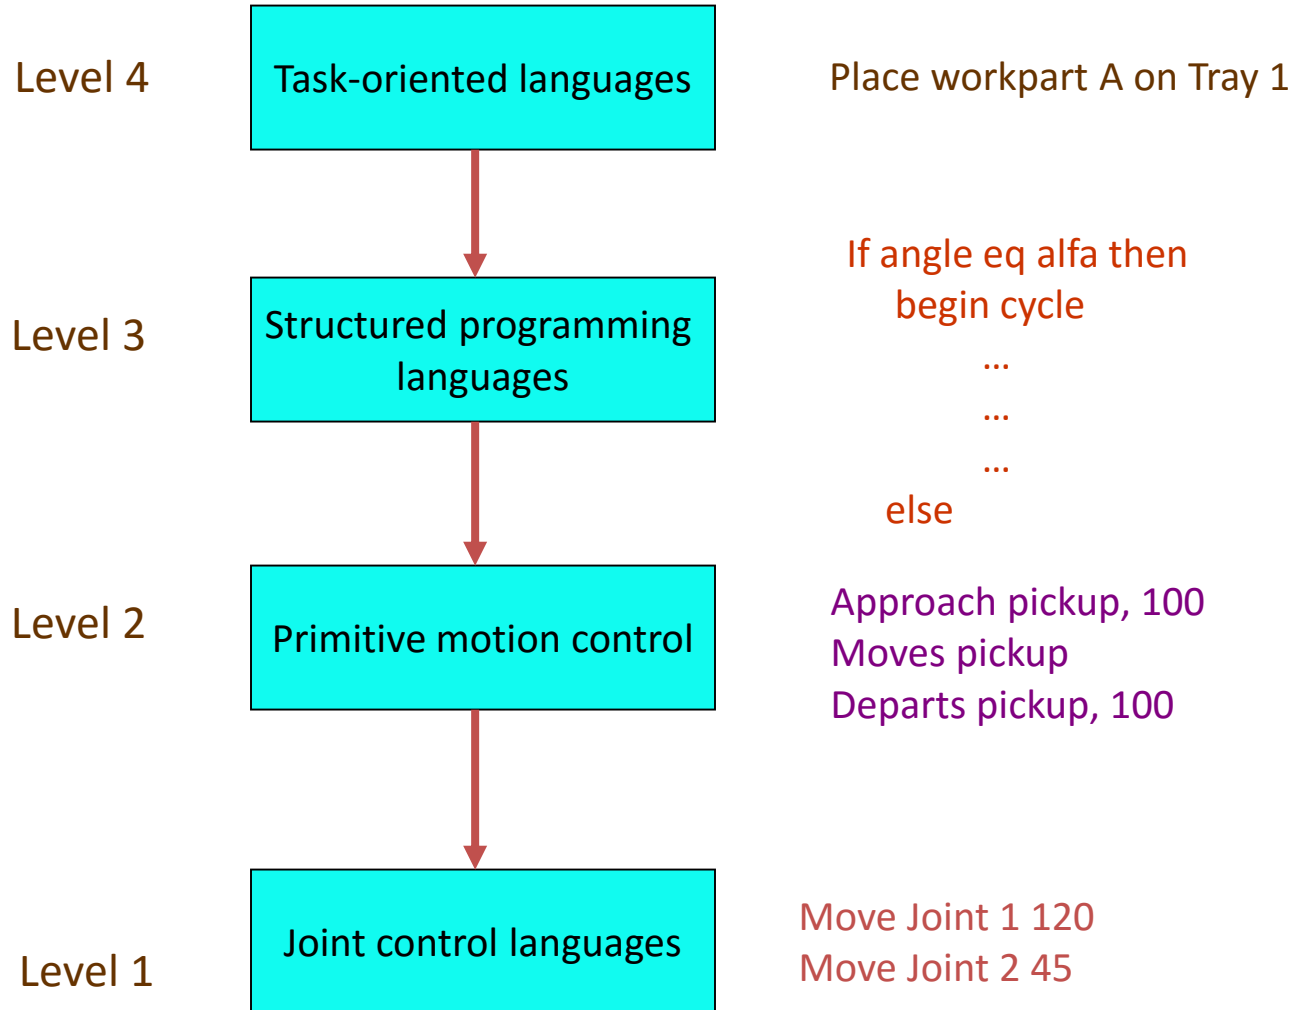 Level 4
Task-oriented languages
Place workpart A on Tray 1
Level 3
Structured programming
languages
If angle eq alfa then
begin cycle
...
...
...
else
Level 2
Primitive motion control
Approach pickup, 100
Moves pickup
Departs pickup, 100
Level 1
Joint control languages
Move Joint 1 120
Move Joint 2 45